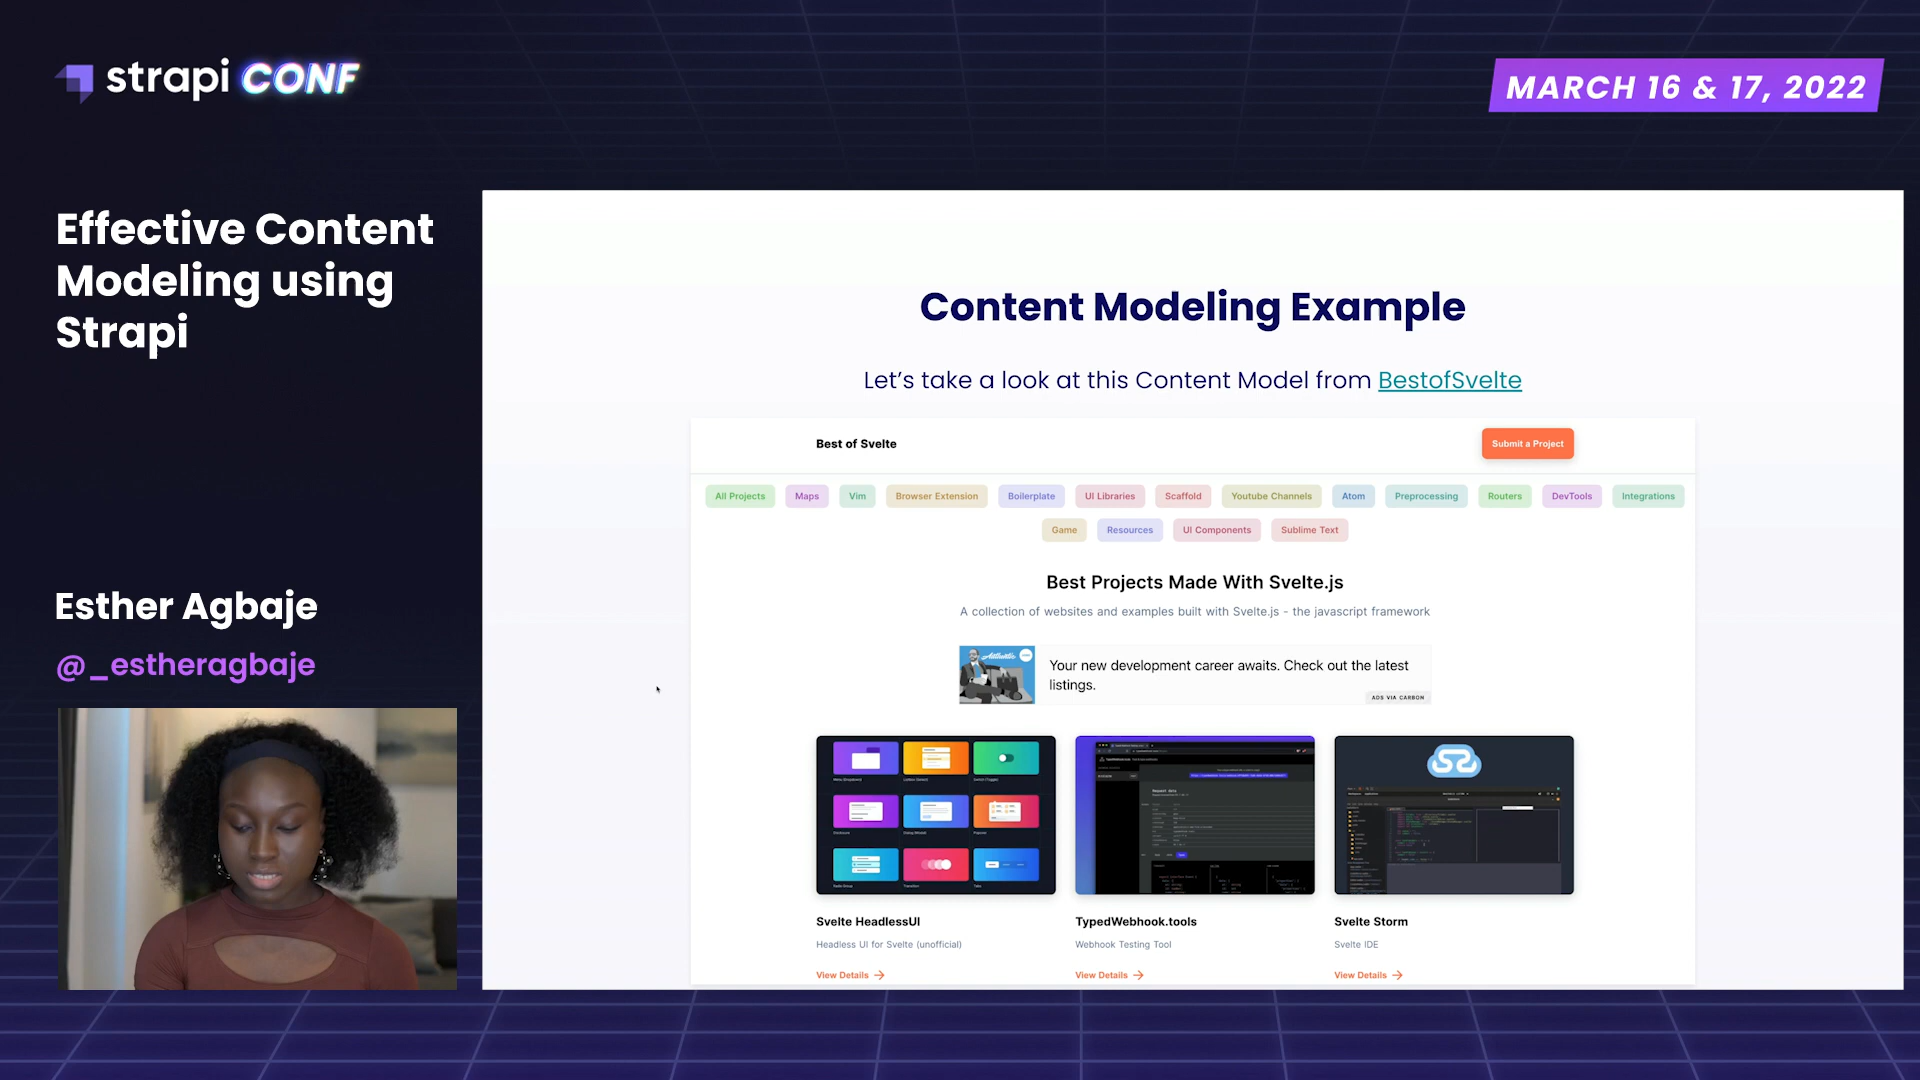 strapi CONF
MARCH 16 & 17, 2022
Effective Content
Modeling using
Strapi
Esther Agbaje
@_estheragbaje
Content Modeling Example
Let’s take a look at this Content Model from BestofSvelte
Best of Svelte
Submit a Project
All Projects Maps Vim Browser Extension Boilerplate UI Libraries Scaffold Youtube Channels Atom Preprocessing Routers DevTools Integrations
Game Resources UI Components Sublime Text
Best Projects Made With Svelte.js
A collection of websites and examples built with Svelte.js - the javascript framework
Authentic
Your new development career awaits. Check out the latest
listings.
ADS VIA CARBON
Svelte HeadlessUI
Headless UI for Svelte (unofficial)
View Details →
TypedWebhook.tools
Webhook Testing Tool
View Details →
Svelte Storm
Svelte IDE
View Details →